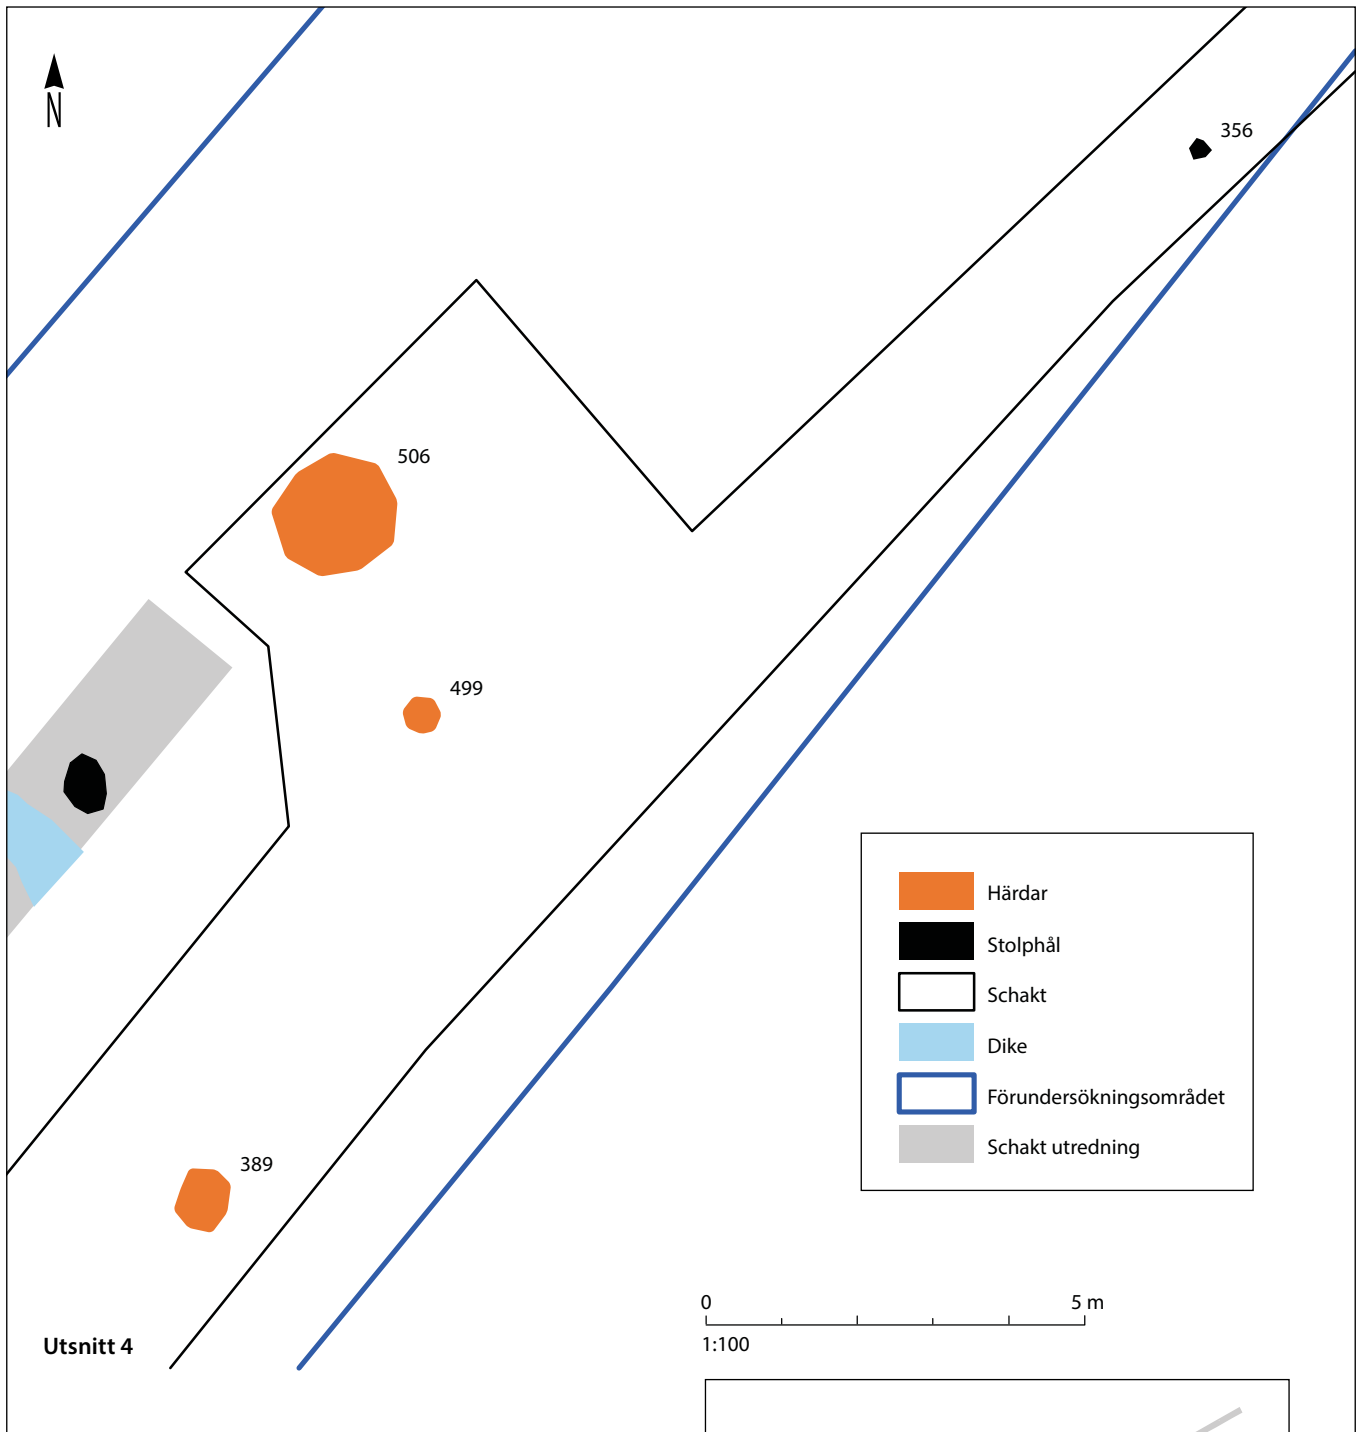 N
356
506
499
Härdar
Stolphål
Schakt
Dike
Förundersökningsområdet
Schakt utredning
389
0 5 m
1:100
Utsnitt 4